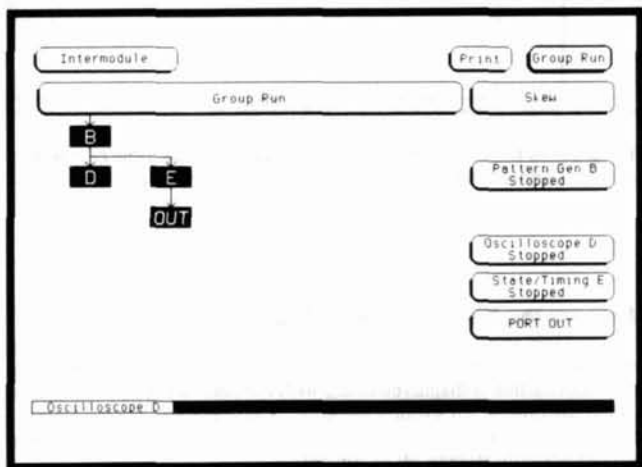 Intermodule Print Group Run
Group Run Skew
B
D E
OUT
Pattern Gen B
Stopped
Oscilloscope D
Stopped
State/Timing E
Stopped
PORT OUT
Oscilloscope D